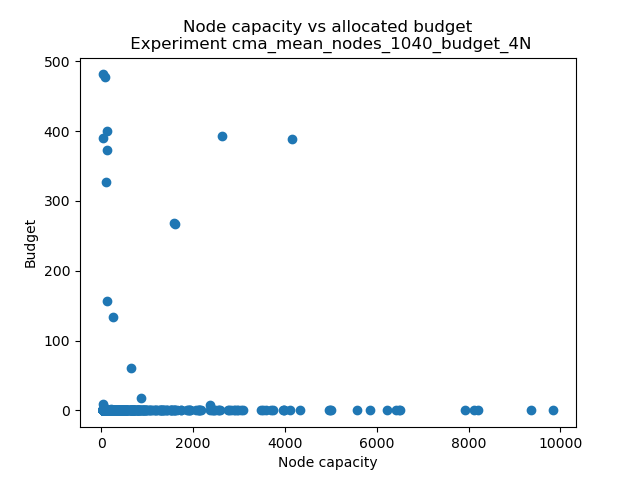 Node capacity vs allocated budget
Experiment cma_mean_nodes_1040_budget_4N
500
400
300
200
100
0
Budget
0 2000 4000 6000 8000 10000
Node capacity